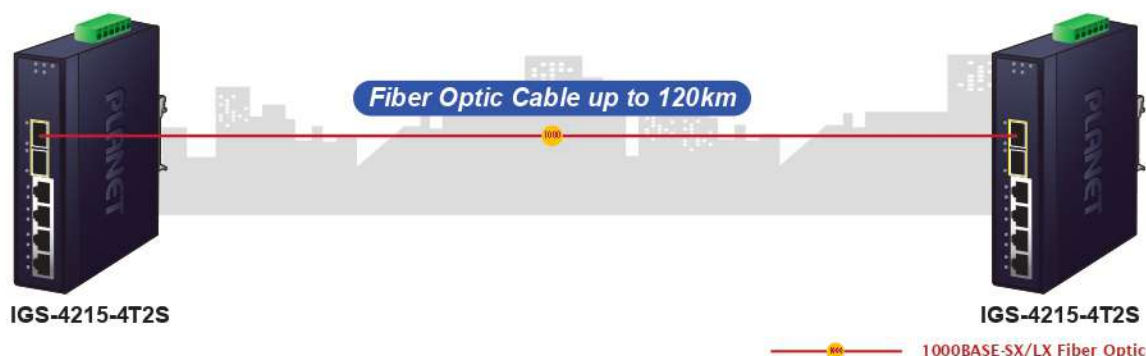 Fiber Optic Cable up to 120km
PLANET
1000
PLANET
IGS-4215-4T2S
IGS-4215-4T2S
1000BASE-SX/LX Fiber Optic